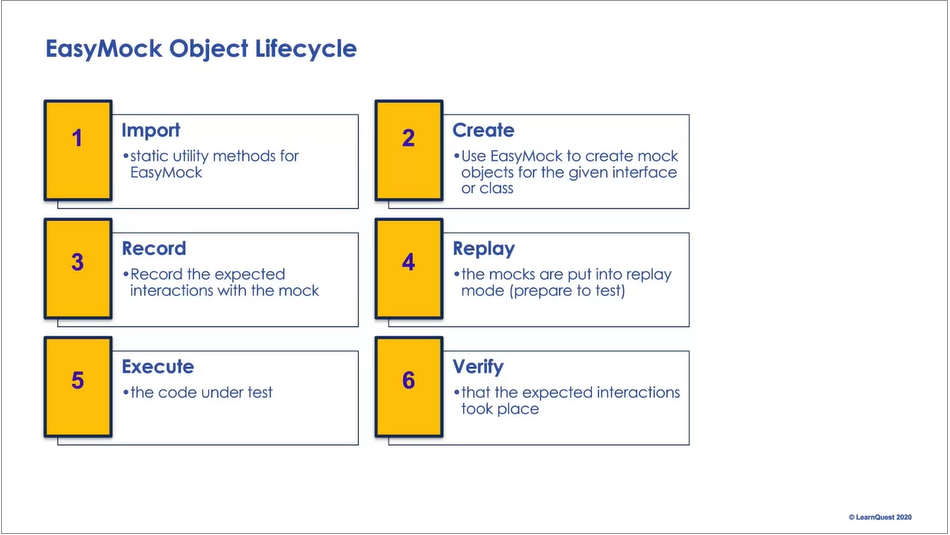 EasyMock Object Lifecycle
1
Import
•static utility methods for
EasyMock
2
Create
•Use EasyMock to create mock
objects for the given interface
or class
3
Record
•Record the expected
interactions with the mock
4
Replay
•the mocks are put into replay
mode (prepare to test)
5
Execute
•the code under test
6
Verify
•that the expected interactions
took place
© LearnQuest 2020